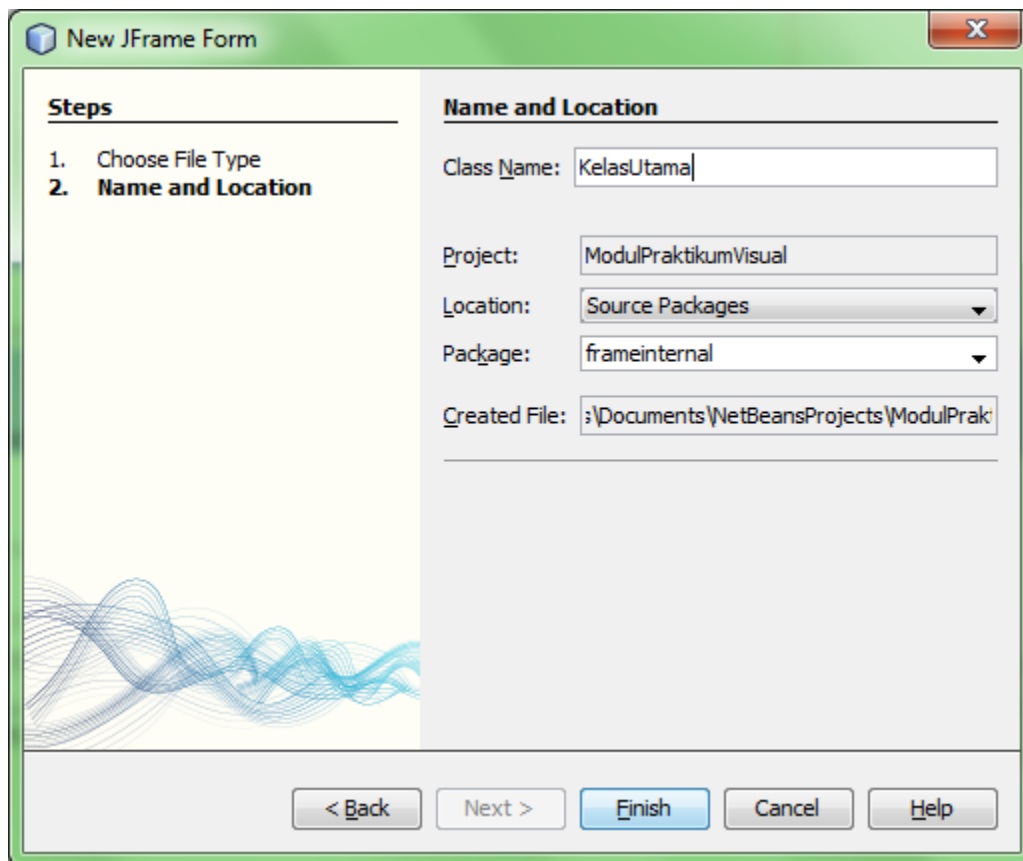 New JFrame Form
Steps
1. Choose File Type
2. Name and Location
Name and Location
Class Name: KelasUtama
Project: ModulPraktikumVisual
Location: Source Packages
Package: frameinternal
Created File: s\Documents\NetBeansProjects\ModulPrakt
< Back Next > Finish Cancel Help